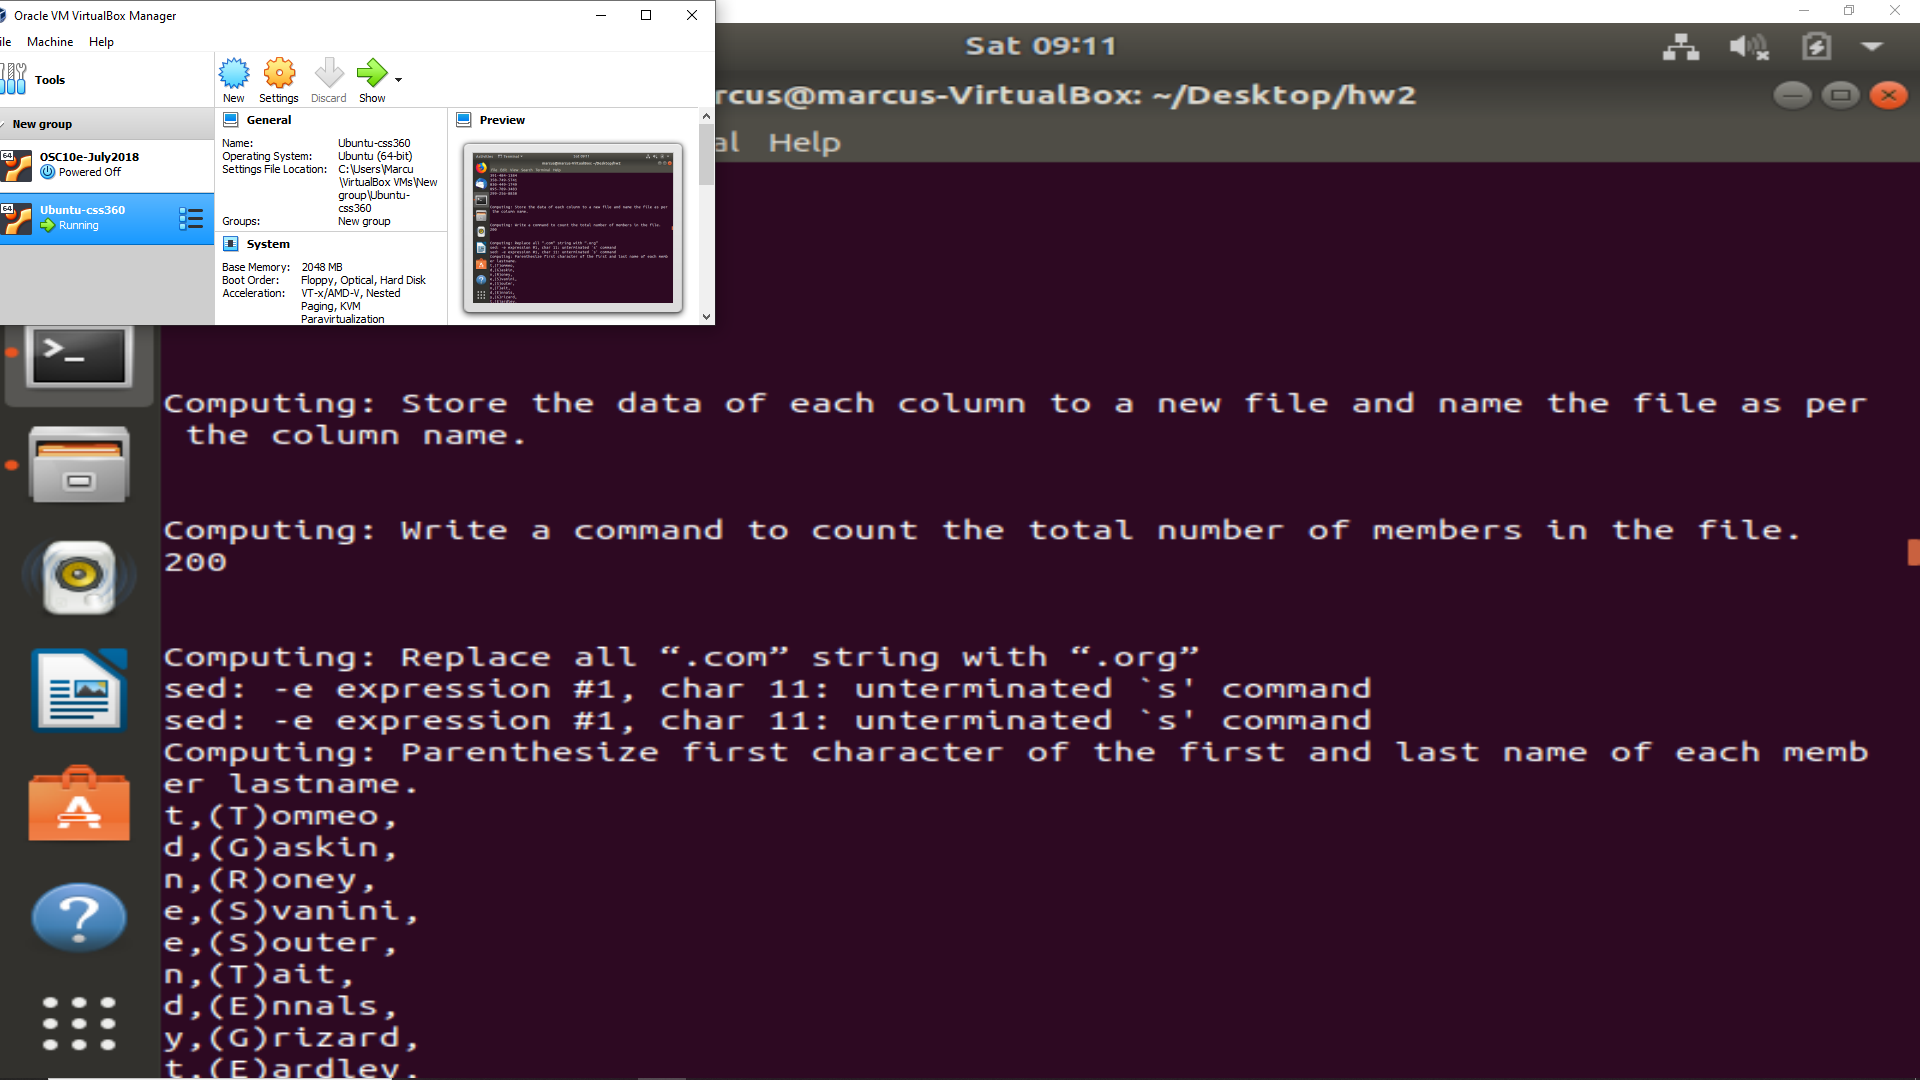 Oracle VM VirtualBox Manager
ile Machine Help
Tools
New Settings Discard Show
New group
64 OSC10e-July2018
Powered Off
64 Ubuntu-css360
Running
General
Name: Ubuntu-css360
Operating System: Ubuntu (64-bit)
Settings File Location: C:\Users\Marcu
\VirtualBox VMs\New
group\Ubuntu-
css360
Groups: New group
System
Base Memory: 2048 MB
Boot Order: Floppy, Optical, Hard Disk
Acceleration: VT-x/AMD-V, Nested
Paging, KVM
Paravirtualization
Preview
Sat 09:11
rcus@marcus-VirtualBox: ~/Desktop/hw2
al Help
Computing: Store the data of each column to a new file and name the file as per
the column name.
Computing: Write a command to count the total number of members in the file.
200
Computing: Replace all “.com” string with “.org”
sed: -e expression #1, char 11: unterminated `s' command
sed: -e expression #1, char 11: unterminated `s' command
Computing: Parenthesize first character of the first and last name of each memb
er lastname.
t,(T)ommeo,
d,(G)askin,
n,(R)oney,
e,(S)vanini,
e,(S)outer,
n,(T)ait,
d,(E)nnals,
y,(G)rizard,
t,(E)ardley,